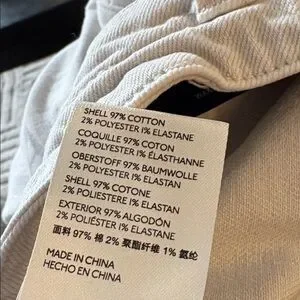 SHELL 97% COTTON
2% POLYESTER 1% ELASTANE
COQUILLE 97% COTON
2% POLYESTER 1% ÉLASTHANNE
OBERSTOFF 97% BAUMWOLLE
2% POLYESTER 1% ELASTAN
SHELL 97% COTONE
2% POLIESTERE 1% ELASTAN
EXTERIOR 97% ALGODÓN
2% POLIÉSTER 1% ELASTANE
面料 97% 棉 2% 聚酯纤维 1% 氨纶
MADE IN CHINA
HECHO EN CHINA